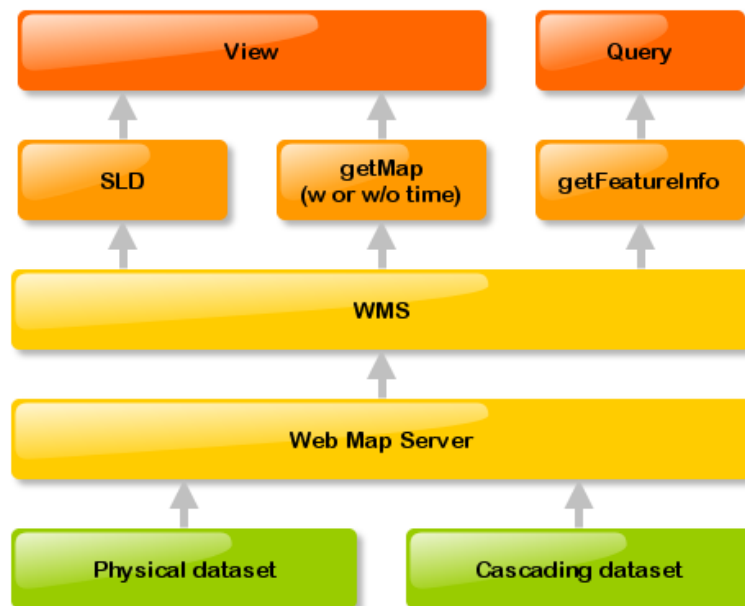 View
Query
SLD
getMap
(w or w/o time)
getFeatureInfo
WMS
Web Map Server
Physical dataset
Cascading dataset